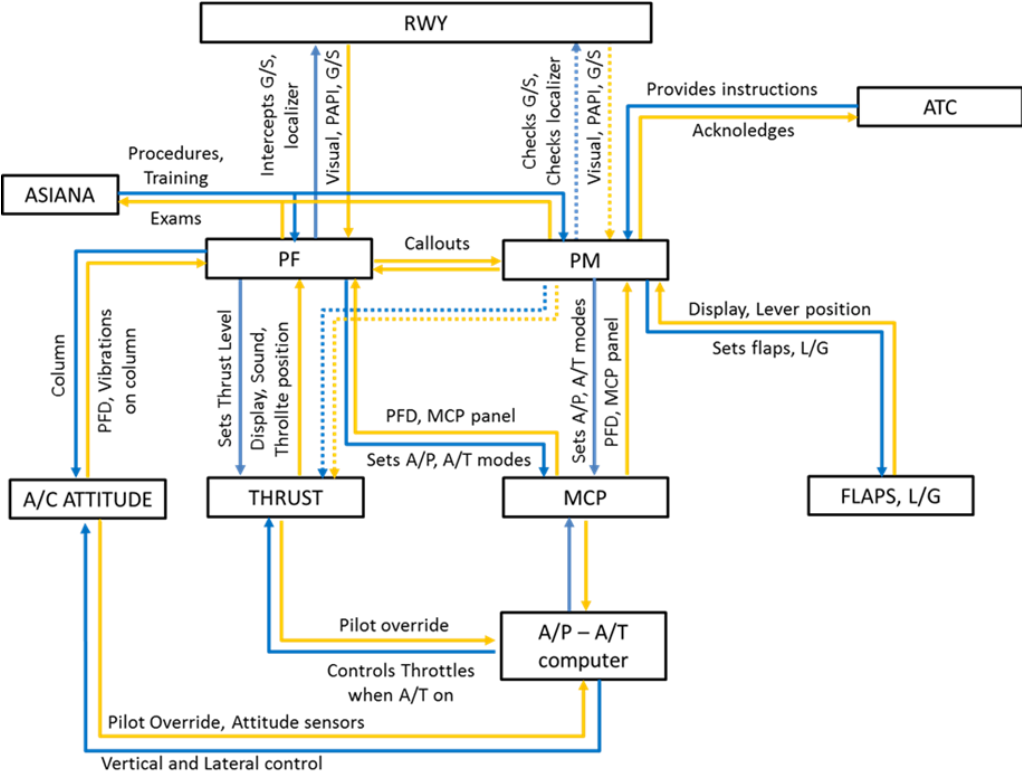 RWY
Intercepts G/S,
localizer
Visual, PAPI, G/S
Checks G/S,
Checks localizer
Visual, PAPI, G/S
Provides instructions
ATC
Acknoledges
Procedures,
Training
ASIANA
Exams
PF
Callouts
PM
Column
PFD, Vibrations
on column
Sets Thrust Level
Display, Sound,
Throllte position
PFD, MCP panel
Sets A/P, A/T modes
Sets A/P, A/T modes
PFD, MCP panel
Display, Lever position
Sets flaps, L/G
A/C ATTITUDE
THRUST
MCP
FLAPS, L/G
Pilot override
A/P – A/T
computer
Controls Throttles
when A/T on
Pilot Override, Attitude sensors
Vertical and Lateral control